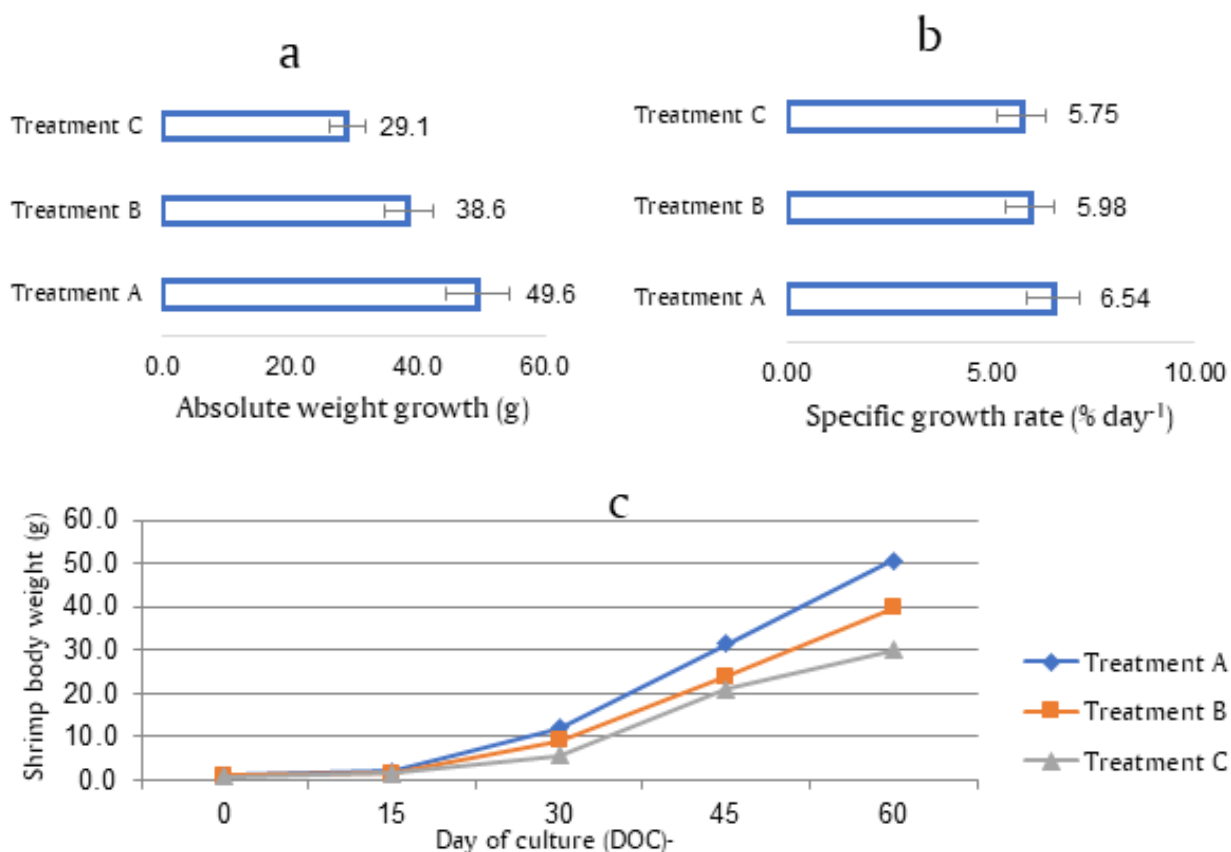 a
Treatment C
29.1
Treatment B
38.6
Treatment A
49.6
0.0 20.0 40.0 60.0
Absolute weight growth (g)
b
Treatment C
5.75
Treatment B
5.98
Treatment A
6.54
0.00 5.00 10.00
Specific growth rate (% day⁻¹)
c
Shrimp body weight (g)
60.0
50.0
40.0
30.0
20.0
10.0
0.0
0 15 30 45 60
Day of culture (DOC)-
Treatment A
Treatment B
Treatment C